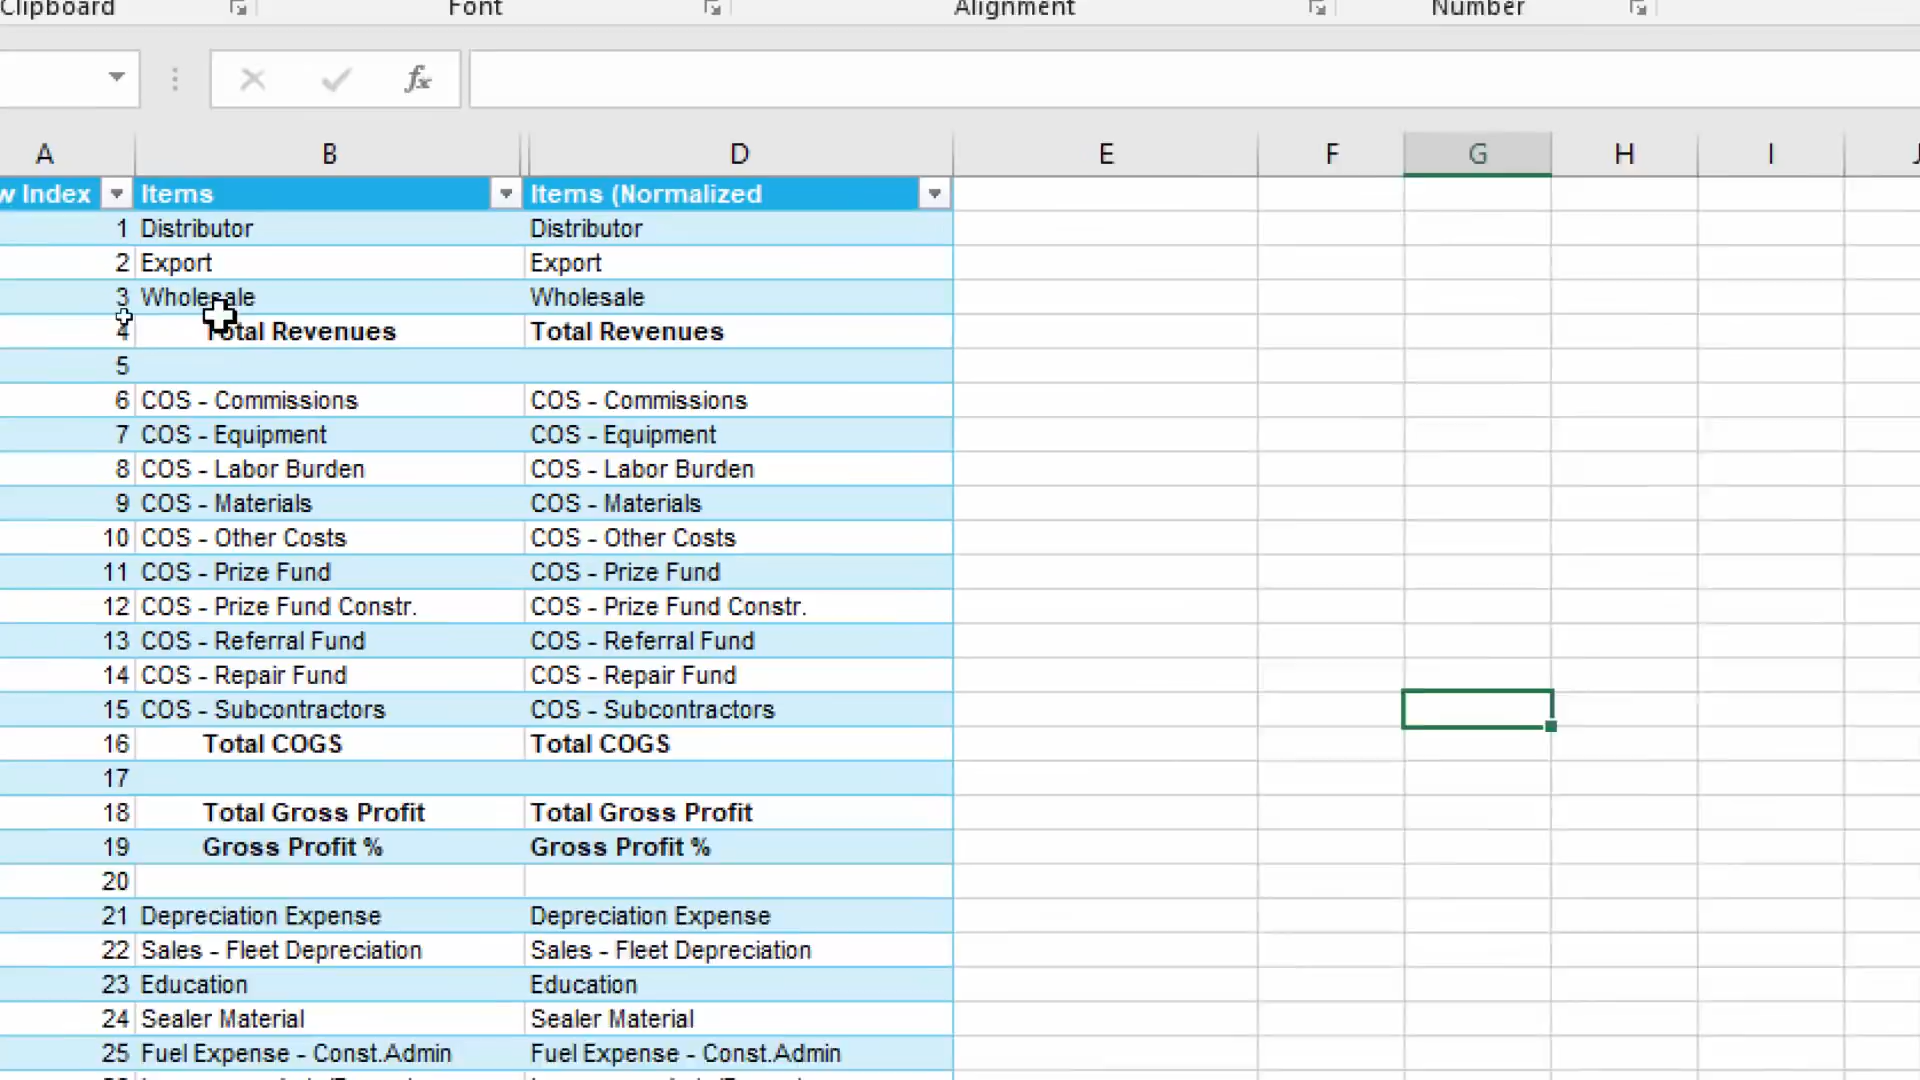 Clipboard Font Alignment Number
fx
A B D E F G H I J
w Index Items Items (Normalized
1 Distributor Distributor
2 Export Export
3 Wholesale Wholesale
4 Total Revenues Total Revenues
5
6 COS - Commissions COS - Commissions
7 COS - Equipment COS - Equipment
8 COS - Labor Burden COS - Labor Burden
9 COS - Materials COS - Materials
10 COS - Other Costs COS - Other Costs
11 COS - Prize Fund COS - Prize Fund
12 COS - Prize Fund Constr. COS - Prize Fund Constr.
13 COS - Referral Fund COS - Referral Fund
14 COS - Repair Fund COS - Repair Fund
15 COS - Subcontractors COS - Subcontractors
16 Total COGS Total COGS
17
18 Total Gross Profit Total Gross Profit
19 Gross Profit % Gross Profit %
20
21 Depreciation Expense Depreciation Expense
22 Sales - Fleet Depreciation Sales - Fleet Depreciation
23 Education Education
24 Sealer Material Sealer Material
25 Fuel Expense - Const.Admin Fuel Expense - Const.Admin